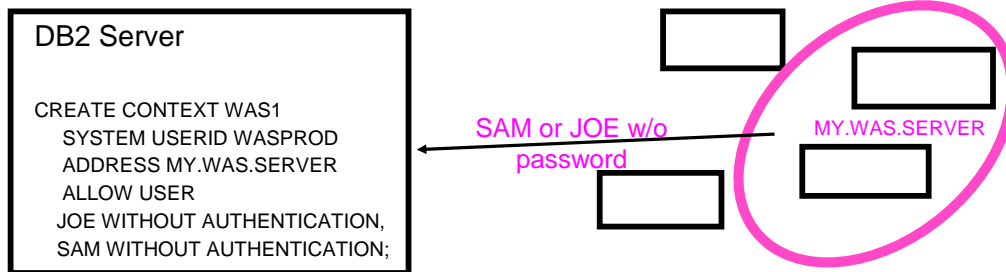 DB2 Server
CREATE CONTEXT WAS1
SYSTEM USERID WASPROD
ADDRESS MY.WAS.SERVER
ALLOW USER
JOE WITHOUT AUTHENTICATION,
SAM WITHOUT AUTHENTICATION;
SAM or JOE w/o
password
MY.WAS.SERVER